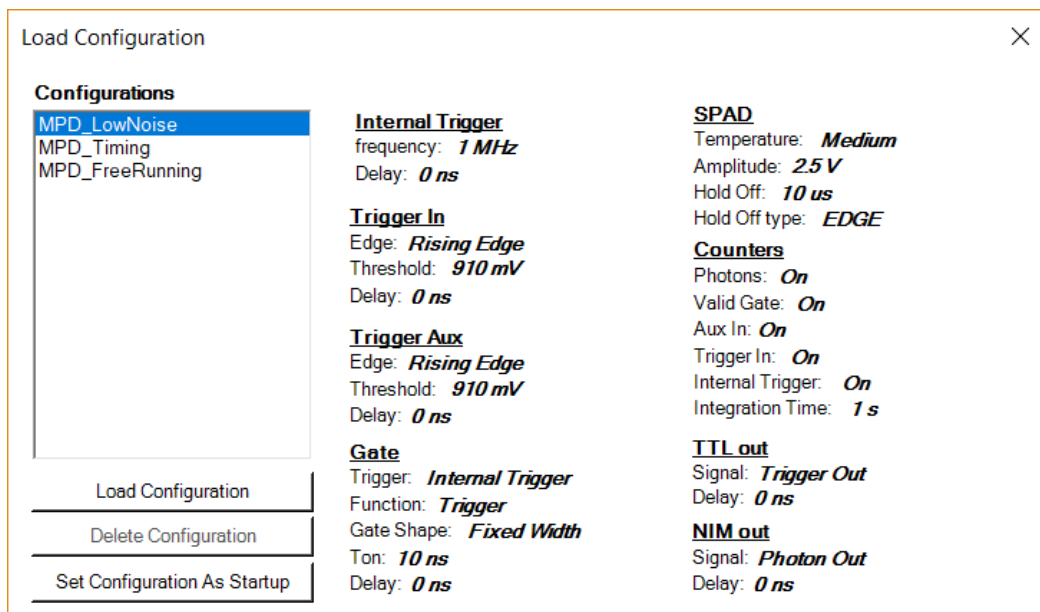 Load Configuration
Configurations
MPD_LowNoise
MPD_Timing
MPD_FreeRunning
Load Configuration
Delete Configuration
Set Configuration As Startup
Internal Trigger
frequency: 1 MHz
Delay: 0 ns
Trigger In
Edge: Rising Edge
Threshold: 910 mV
Delay: 0 ns
Trigger Aux
Edge: Rising Edge
Threshold: 910 mV
Delay: 0 ns
Gate
Trigger: Internal Trigger
Function: Trigger
Gate Shape: Fixed Width
Ton: 10 ns
Delay: 0 ns
SPAD
Temperature: Medium
Amplitude: 2.5 V
Hold Off: 10 us
Hold Off type: EDGE
Counters
Photons: On
Valid Gate: On
Aux In: On
Trigger In: On
Internal Trigger: On
Integration Time: 1 s
TTL out
Signal: Trigger Out
Delay: 0 ns
NIM out
Signal: Photon Out
Delay: 0 ns